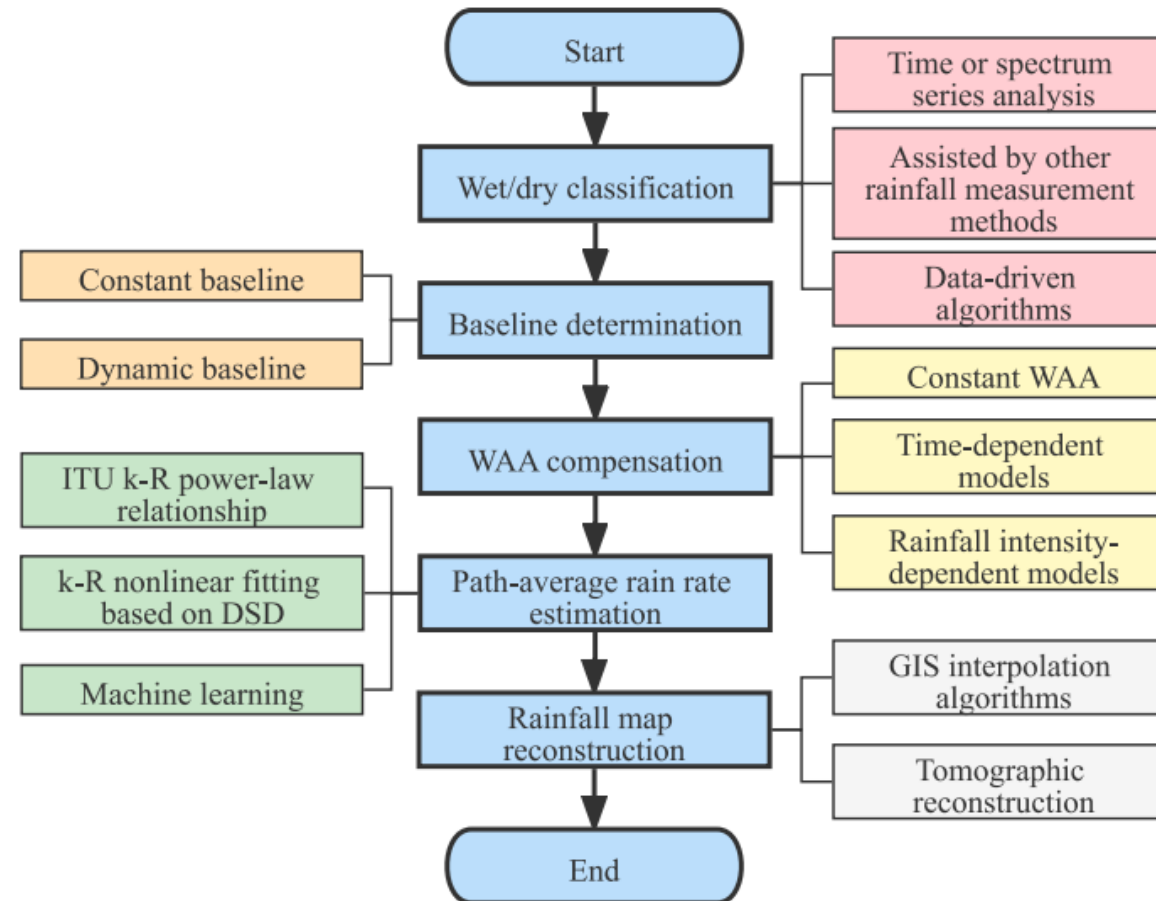 Start
Time or spectrum
series analysis
Wet/dry classification
Assisted by other
rainfall measurement
methods
Data-driven
algorithms
Constant baseline
Baseline determination
Dynamic baseline
Constant WAA
WAA compensation
Time-dependent
models
Rainfall intensity-
dependent models
ITU k-R power-law
relationship
k-R nonlinear fitting
based on DSD
Path-average rain rate
estimation
Machine learning
GIS interpolation
algorithms
Rainfall map
reconstruction
Tomographic
reconstruction
End